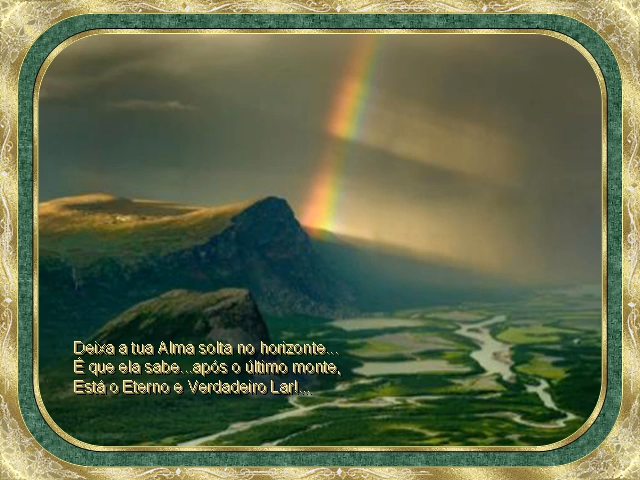 Deixa a tua Alma solta no horizonte...
É que ela sabe...após o último monte,
Está o Eterno e Verdadeiro Lar!...